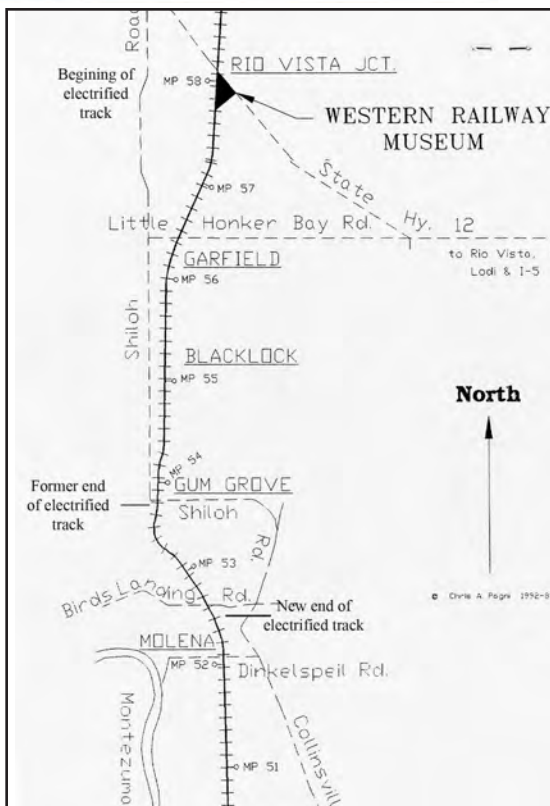 Road
RIO VISTA JCT.
Begining of
electrified
track
MP 58
WESTERN RAILWAY
MUSEUM
MP 57
State
Hy. 12
Little Honker Bay Rd.
to Rio Vista,
Lodi & I-5
GARFIELD
MP 56
Shiloh
BLACKLOCK
MP 55
North
MP 54
GUM GROVE
Former end
of electrified
track
Shiloh
Rd.
MP 53
Birds Landing Rd.
© Chris A. Pagni
New end of
electrified track
MOLENA
MP 52
Dinkelspeil Rd.
Montezuma
Collinsvil
MP 51